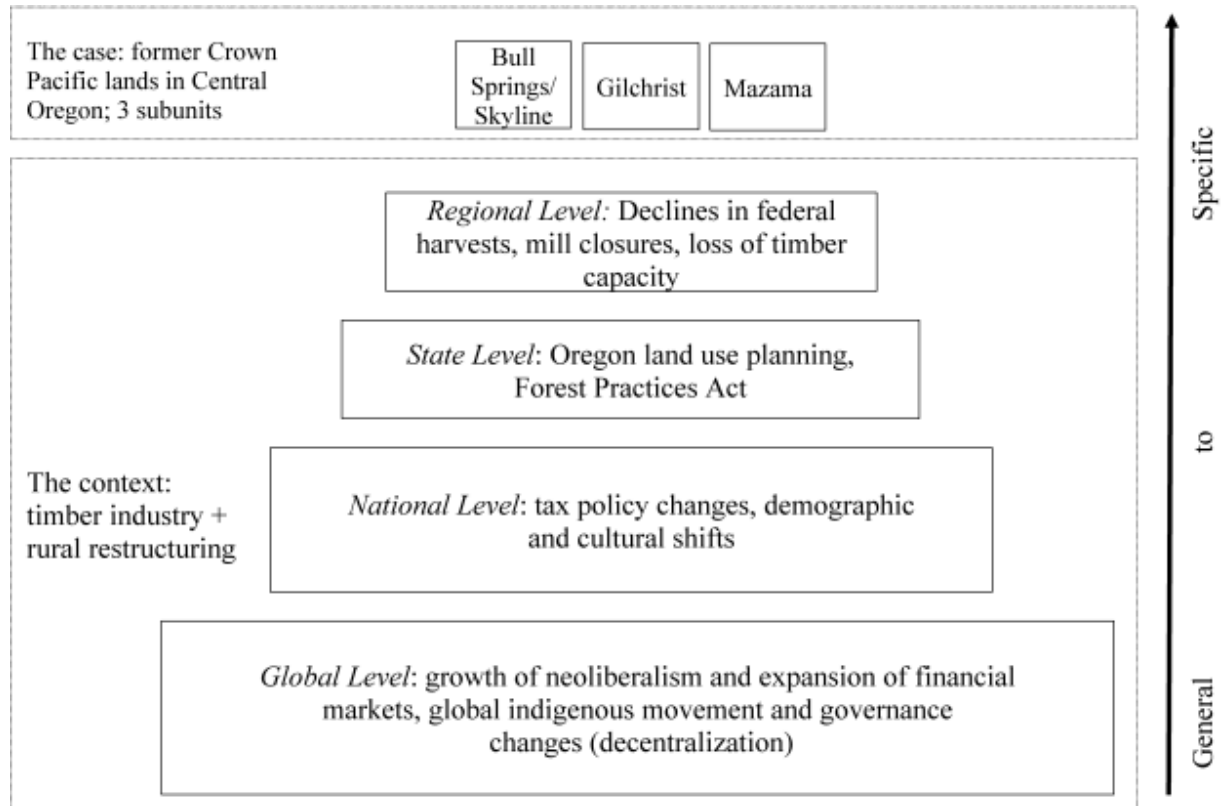 The case: former Crown
Pacific lands in Central
Oregon; 3 subunits
Bull
Springs/
Skyline
Gilchrist
Mazama
Regional Level: Declines in federal
harvests, mill closures, loss of timber
capacity
State Level: Oregon land use planning,
Forest Practices Act
The context:
timber industry +
rural restructuring
National Level: tax policy changes, demographic
and cultural shifts
Global Level: growth of neoliberalism and expansion of financial
markets, global indigenous movement and governance
changes (decentralization)
General to Specific